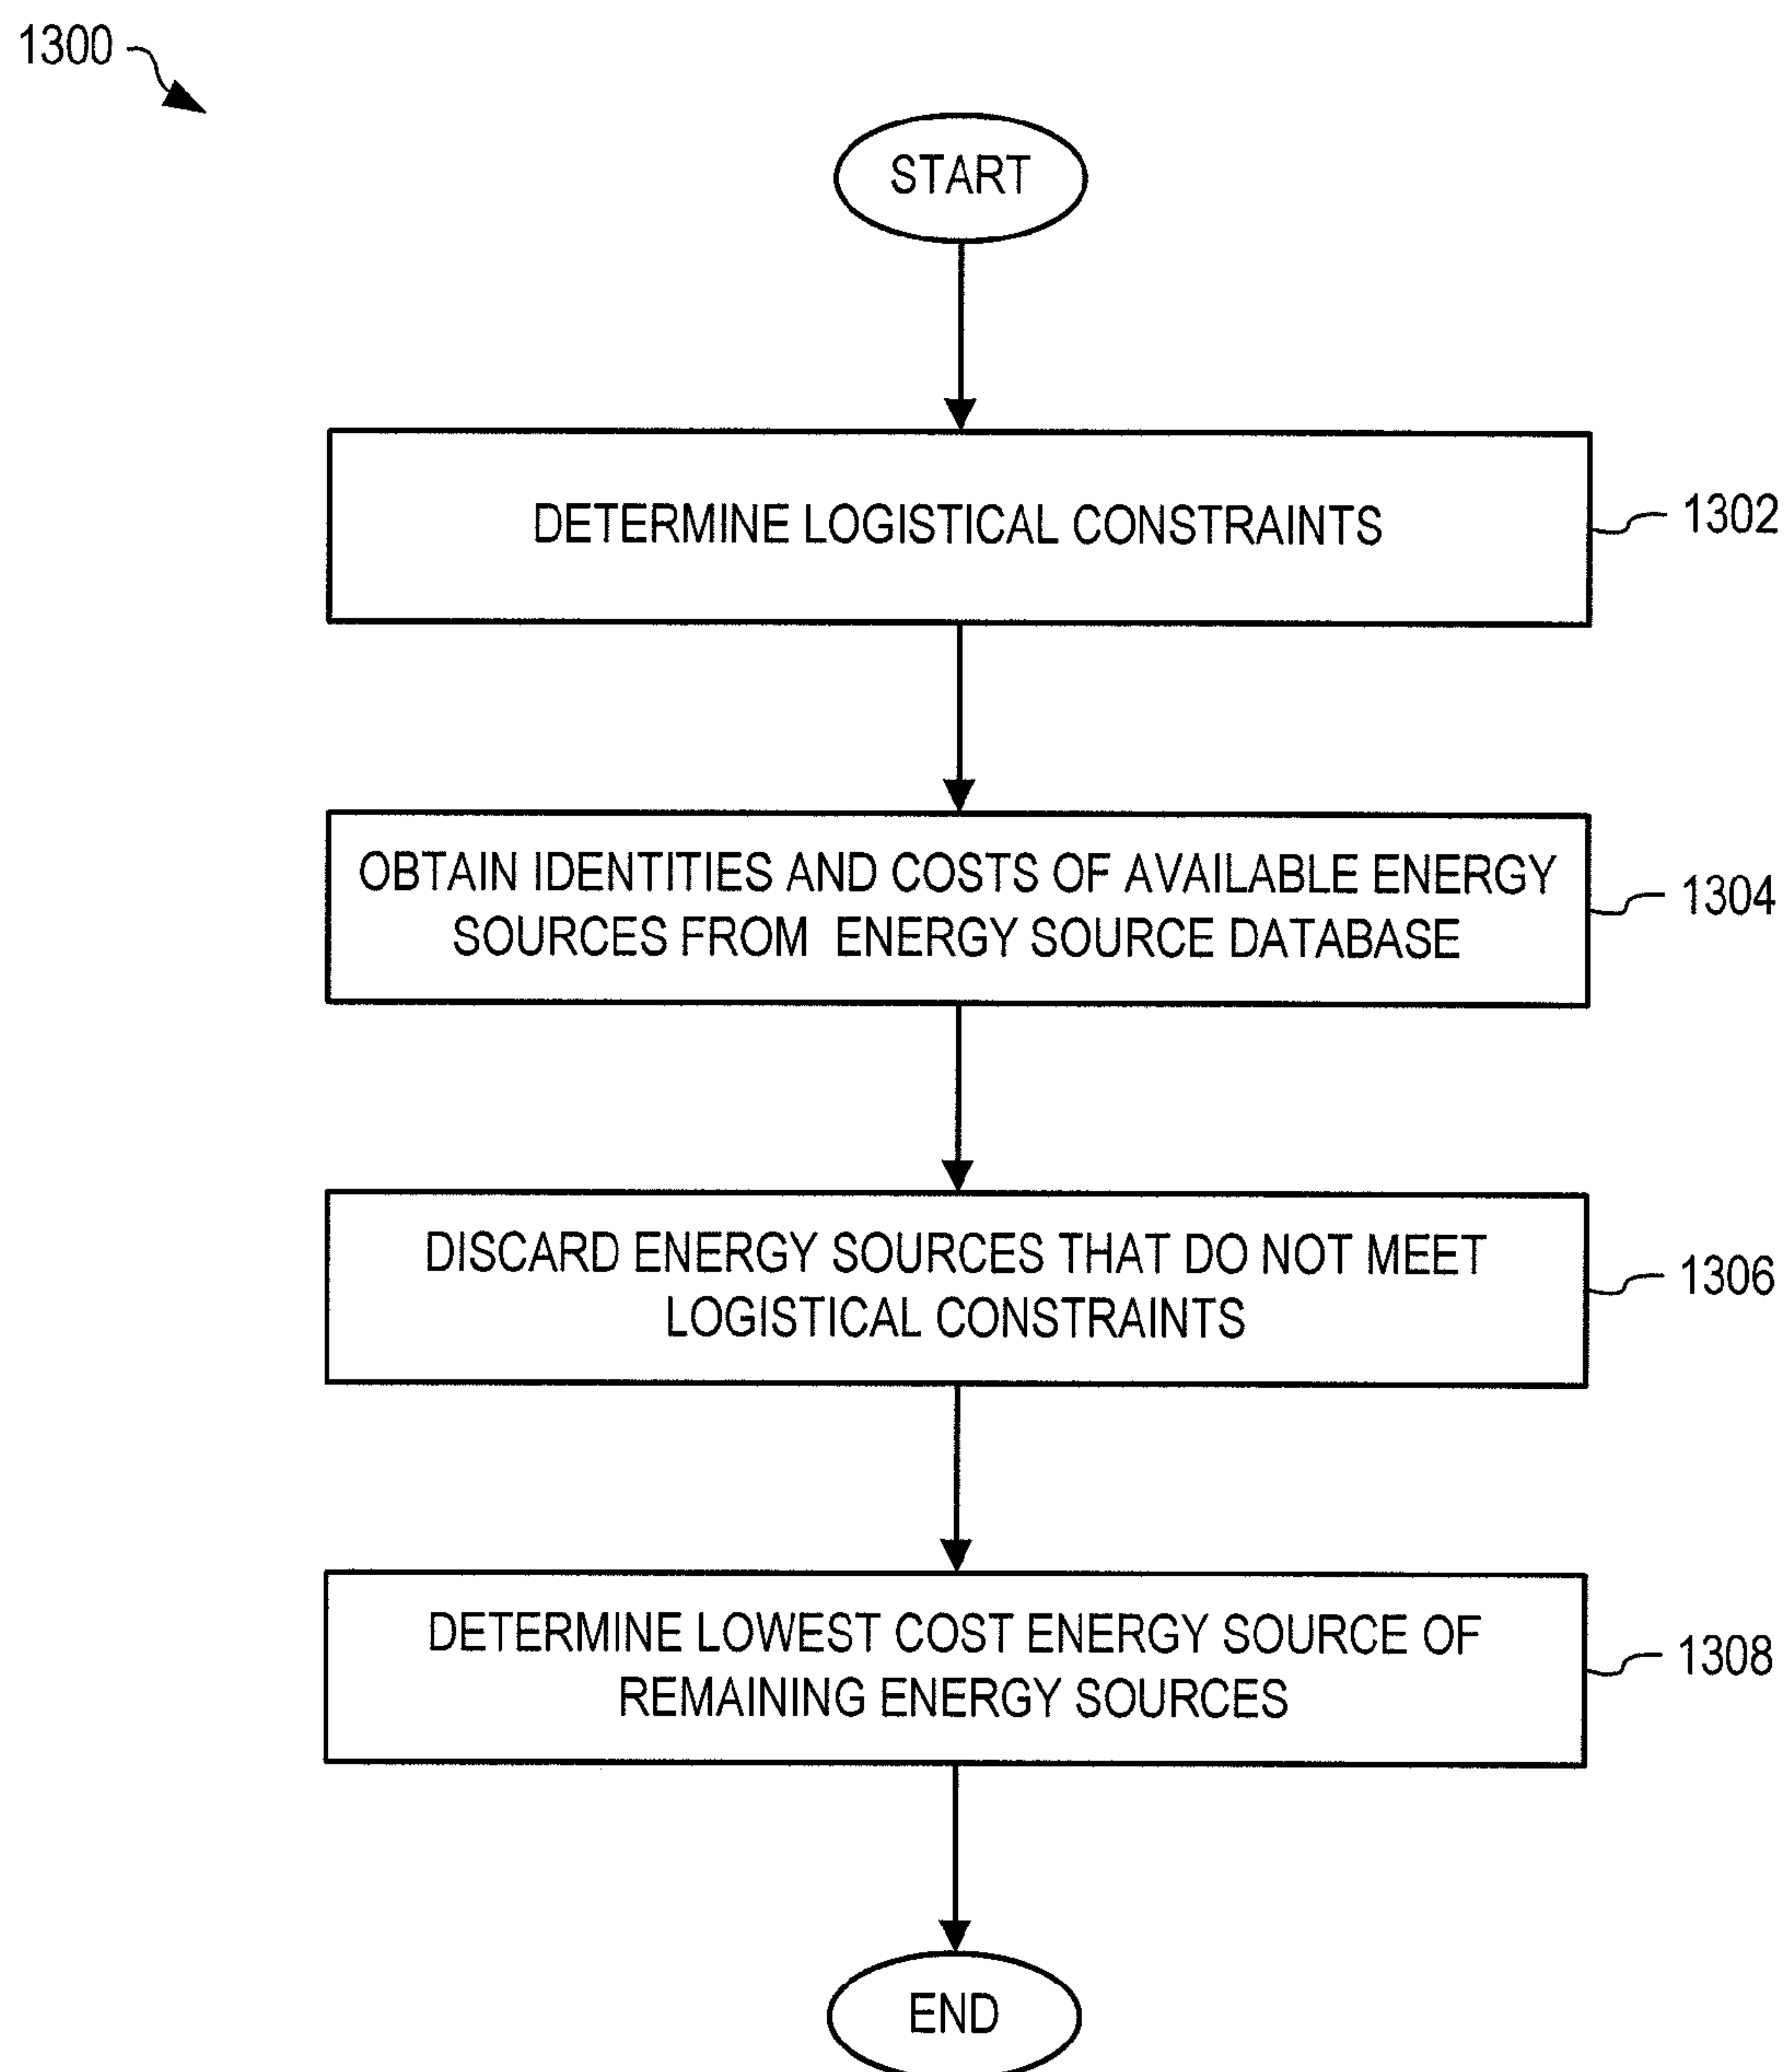 1300
START
DETERMINE LOGISTICAL CONSTRAINTS
1302
OBTAIN IDENTITIES AND COSTS OF AVAILABLE ENERGY
SOURCES FROM ENERGY SOURCE DATABASE
1304
DISCARD ENERGY SOURCES THAT DO NOT MEET
LOGISTICAL CONSTRAINTS
1306
DETERMINE LOWEST COST ENERGY SOURCE OF
REMAINING ENERGY SOURCES
1308
END